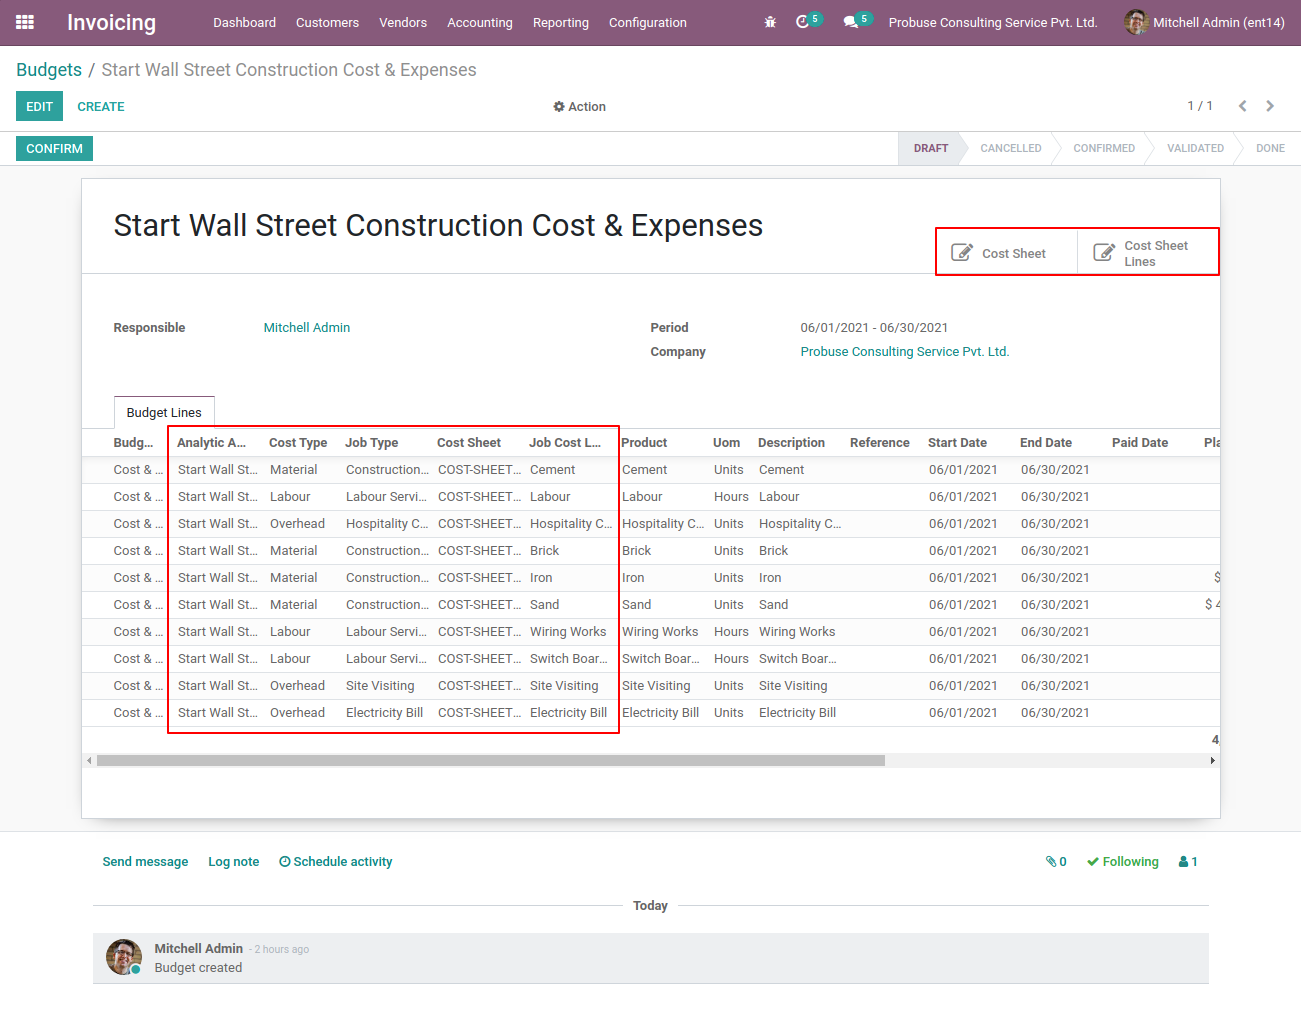 Invoicing Dashboard Customers Vendors Accounting Reporting Configuration 5 5 Probuse Consulting Service Pvt. Ltd. Mitchell Admin (ent14)
Budgets / Start Wall Street Construction Cost & Expenses
EDIT CREATE Action 1 / 1
CONFIRM DRAFT CANCELLED CONFIRMED VALIDATED DONE
Start Wall Street Construction Cost & Expenses
Cost Sheet
Cost Sheet
Lines
Responsible Mitchell Admin Period 06/01/2021 - 06/30/2021
Company Probuse Consulting Service Pvt. Ltd.
Budget Lines
Budg... Analytic A... Cost Type Job Type Cost Sheet Job Cost L... Product Uom Description Reference Start Date End Date Paid Date Pla
Cost & ... Start Wall St... Material Construction... COST-SHEET... Cement Cement Units Cement 06/01/2021 06/30/2021
Cost & ... Start Wall St... Labour Labour Servi... COST-SHEET... Labour Labour Hours Labour 06/01/2021 06/30/2021
Cost & ... Start Wall St... Overhead Hospitality C... COST-SHEET... Hospitality C... Hospitality C... Units Hospitality C... 06/01/2021 06/30/2021
Cost & ... Start Wall St... Material Construction... COST-SHEET... Brick Brick Units Brick 06/01/2021 06/30/2021
Cost & ... Start Wall St... Material Construction... COST-SHEET... Iron Iron Units Iron 06/01/2021 06/30/2021 $
Cost & ... Start Wall St... Material Construction... COST-SHEET... Sand Sand Units Sand 06/01/2021 06/30/2021 $ 4
Cost & ... Start Wall St... Labour Labour Servi... COST-SHEET... Wiring Works Wiring Works Hours Wiring Works 06/01/2021 06/30/2021
Cost & ... Start Wall St... Labour Labour Servi... COST-SHEET... Switch Boar... Switch Boar... Hours Switch Boar... 06/01/2021 06/30/2021
Cost & ... Start Wall St... Overhead Site Visiting COST-SHEET... Site Visiting Site Visiting Units Site Visiting 06/01/2021 06/30/2021
Cost & ... Start Wall St... Overhead Electricity Bill COST-SHEET... Electricity Bill Electricity Bill Units Electricity Bill 06/01/2021 06/30/2021
4,
Send message Log note Schedule activity 0 Following 1
Today
Mitchell Admin - 2 hours ago
Budget created